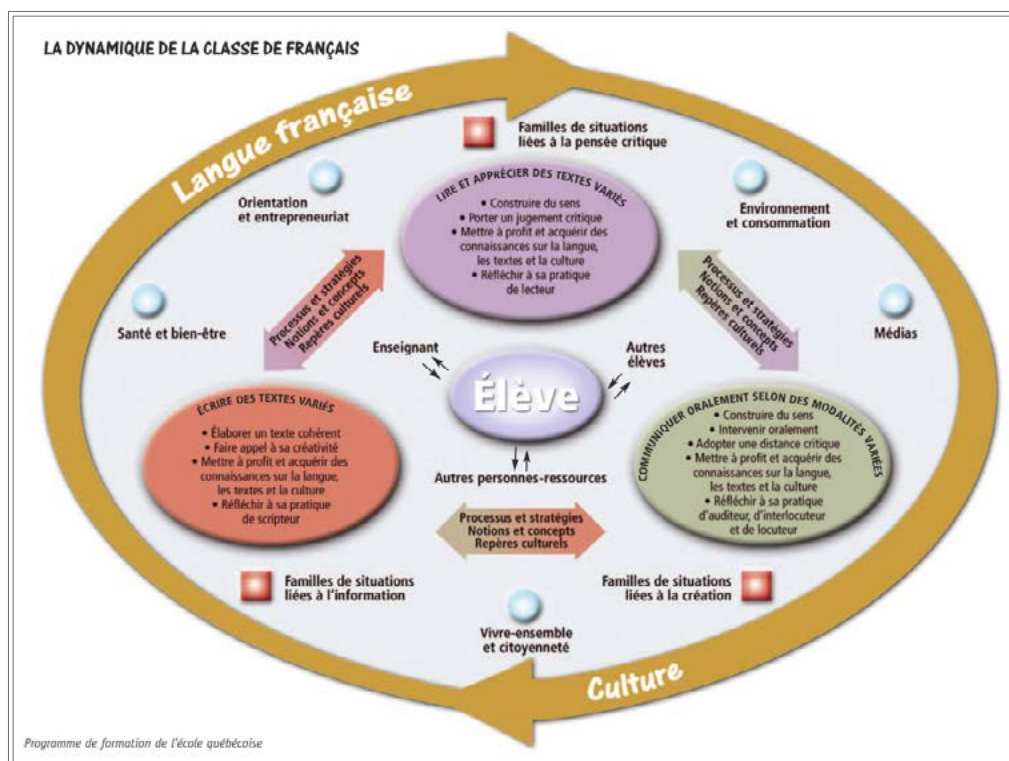 LA DYNAMIQUE DE LA CLASSE DE FRANÇAIS
Langue française
Familles de situations
liées à la pensée critique
Orientation
et entrepreneuriat
Environnement
et consommation
LIRE ET APPRÉCIER DES TEXTES VARIÉS
• Construire du sens
• Porter un jugement critique
• Mettre à profit et acquérir des
connaissances sur la langue,
les textes et la culture
• Réfléchir à sa pratique
de lecteur
Santé et bien-être
Processus et stratégies
Notions et concepts
Repères culturels
Processus et stratégies
Notions et concepts
Repères culturels
Médias
Enseignant
Autres
élèves
Élève
Autres personnes-ressources
ÉCRIRE DES TEXTES VARIÉS
• Élaborer un texte cohérent
• Faire appel à sa créativité
• Mettre à profit et acquérir des
connaissances sur la langue,
les textes et la culture
• Réfléchir à sa pratique
de scripteur
COMMUNIQUER ORALEMENT SELON DES MODALITÉS VARIÉES
• Construire du sens
• Intervenir oralement
• Adopter une distance critique
• Mettre à profit et acquérir des
connaissances sur la langue,
les textes et la culture
• Réfléchir à sa pratique
d'auditeur, d'interlocuteur
et de locuteur
Processus et stratégies
Notions et concepts
Repères culturels
Familles de situations
liées à l'information
Familles de situations
liées à la création
Vivre-ensemble
et citoyenneté
Culture
Programme de formation de l'école québécoise